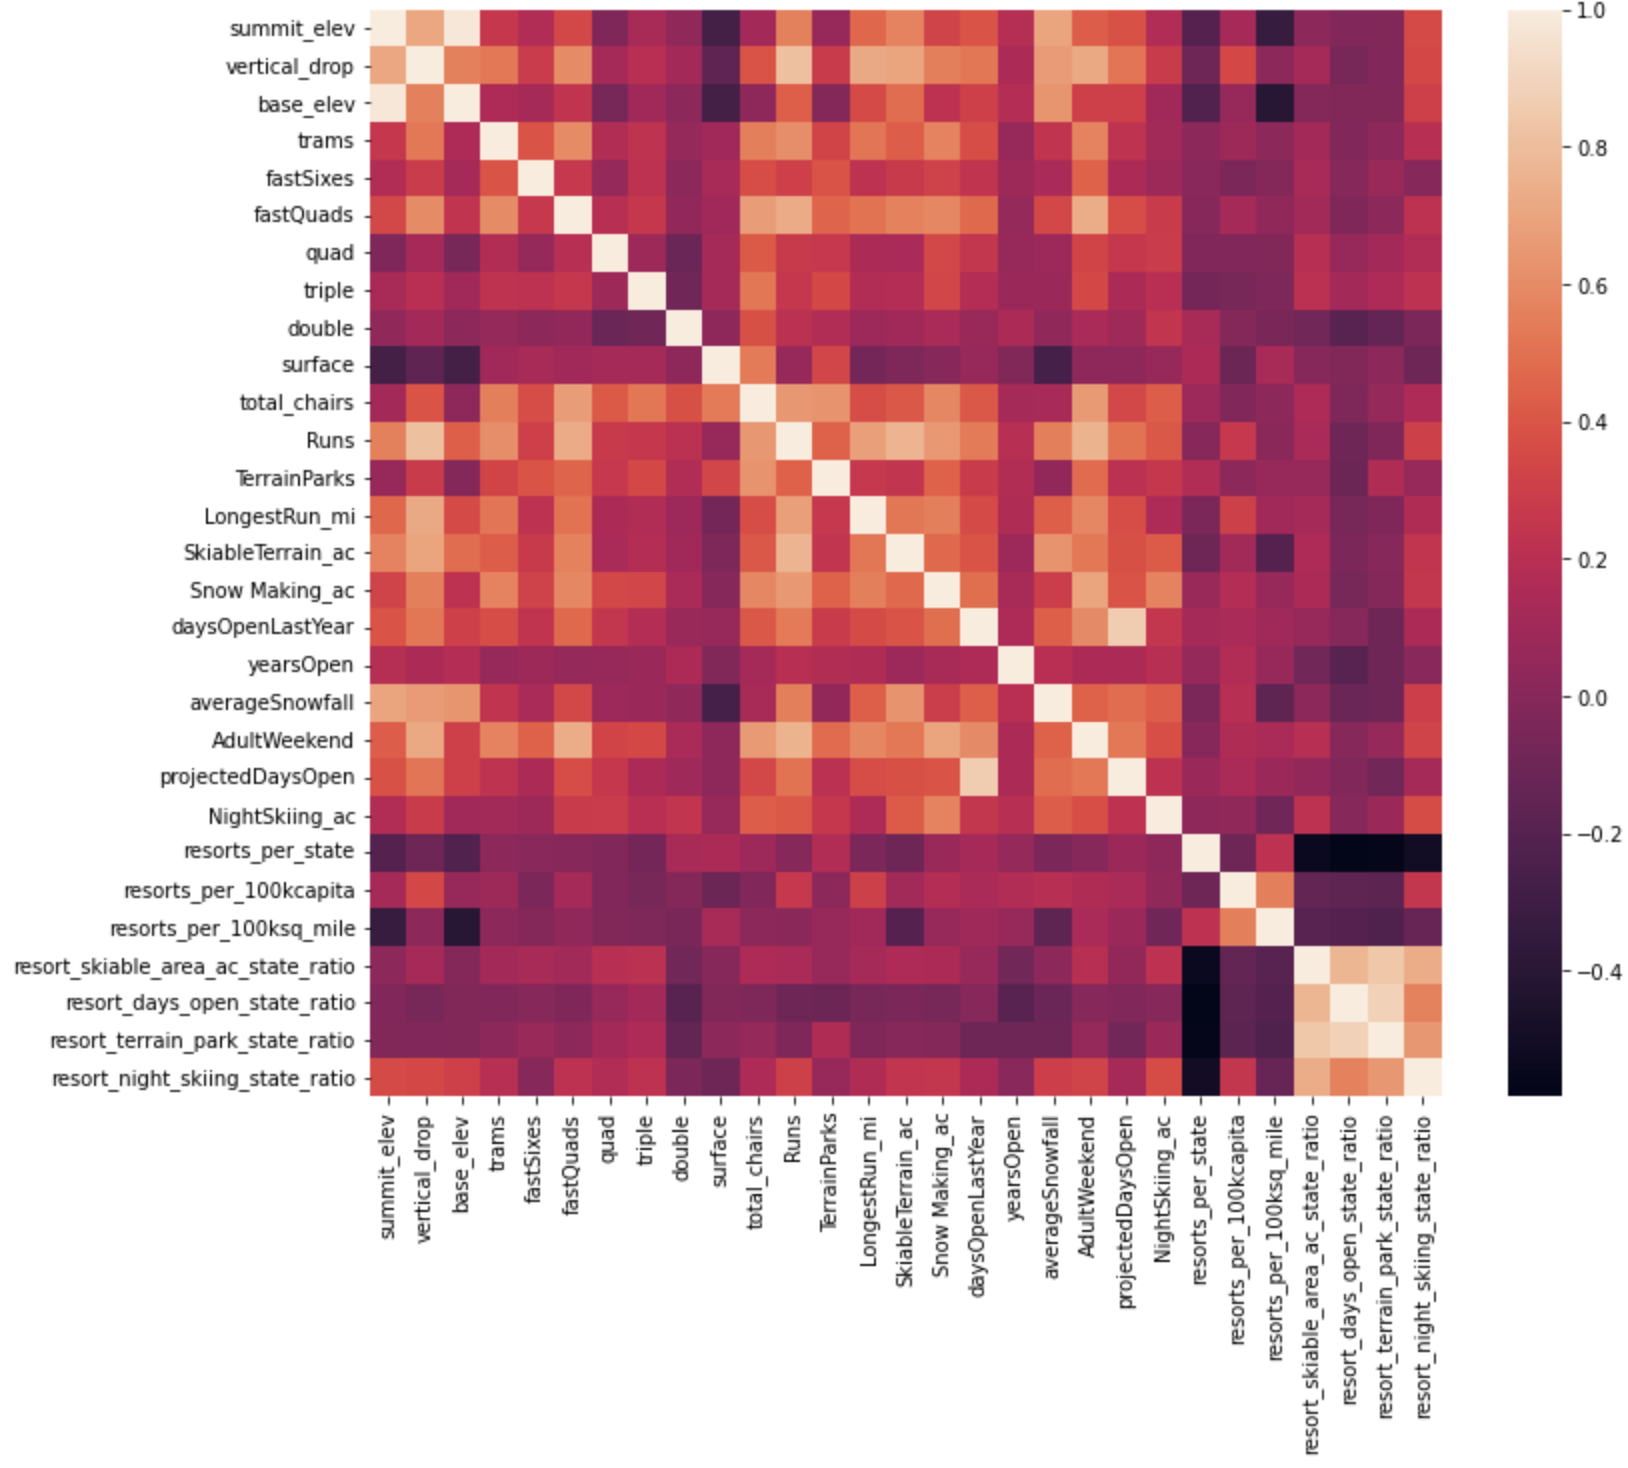 summit_elev
vertical_drop
base_elev
trams
fastSixes
fastQuads
quad
triple
double
surface
total_chairs
Runs
TerrainParks
LongestRun_mi
SkiableTerrain_ac
Snow Making_ac
daysOpenLastYear
yearsOpen
averageSnowfall
AdultWeekend
projectedDaysOpen
NightSkiing_ac
resorts_per_state
resorts_per_100kcapita
resorts_per_100ksq_mile
resort_skiable_area_ac_state_ratio
resort_days_open_state_ratio
resort_terrain_park_state_ratio
resort_night_skiing_state_ratio
summit_elev
vertical_drop
base_elev
trams
fastSixes
fastQuads
quad
triple
double
surface
total_chairs
Runs
TerrainParks
LongestRun_mi
SkiableTerrain_ac
Snow Making_ac
daysOpenLastYear
yearsOpen
averageSnowfall
AdultWeekend
projectedDaysOpen
NightSkiing_ac
resorts_per_state
resorts_per_100kcapita
resorts_per_100ksq_mile
resort_skiable_area_ac_state_ratio
resort_days_open_state_ratio
resort_terrain_park_state_ratio
resort_night_skiing_state_ratio
1.0
0.8
0.6
0.4
0.2
0.0
−0.2
−0.4